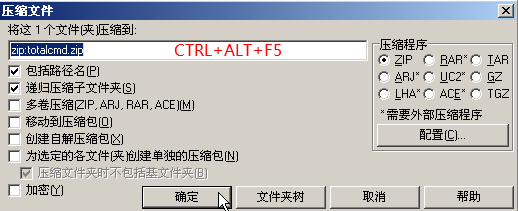 压缩文件
将这 1 个文件(夹)压缩到:
zip:totalcmd.zip
CTRL+ALT+F5
包括路径名(P)
递归压缩子文件夹(S)
多卷压缩(ZIP, ARJ, RAR, ACE)(M)
移动到压缩包(O)
创建自解压缩包(X)
为选定的各文件(夹)创建单独的压缩包(N)
压缩文件夹时不包括基文件夹(B)
加密(Y)
压缩程序
ZIP RAR* TAR
ARJ* UC2* GZ
LHA* ACE* TGZ
*需要外部压缩程序
配置(C)...
确定 文件夹树 取消 帮助